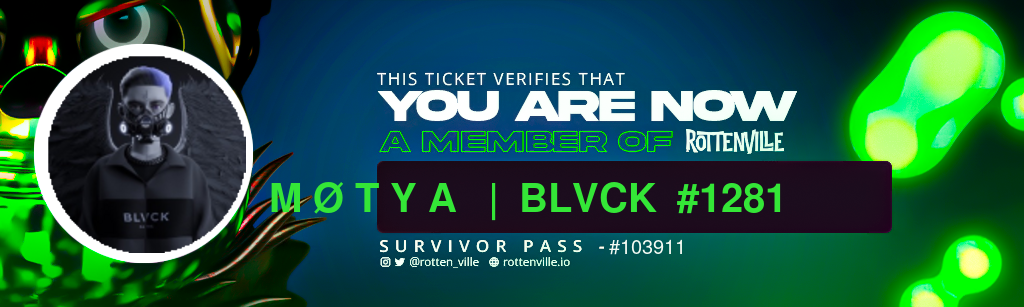 THIS TICKET VERIFIES THAT
YOU ARE NOW
A MEMBER OF ROTTENVILLE
MØTYA | BLVCK #1281
SURVIVOR PASS - #103911
@rotten_ville rottenville.io
BLVCK